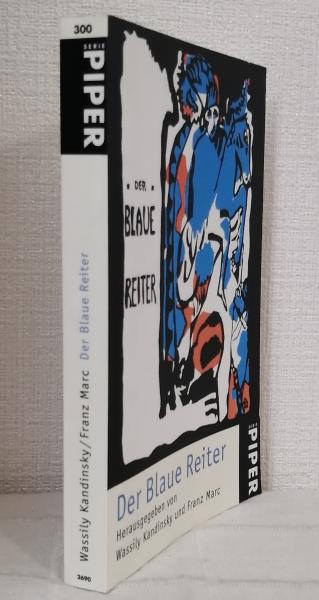 300
SERIE
PIPER
Wassily Kandinsky/Franz Marc Der Blaue Reiter
3690
· DER ·
BLAUE
REITER
Der Blaue Reiter
Herausgegeben von
Wassily Kandinsky und Franz Marc
SERIE
PIPER